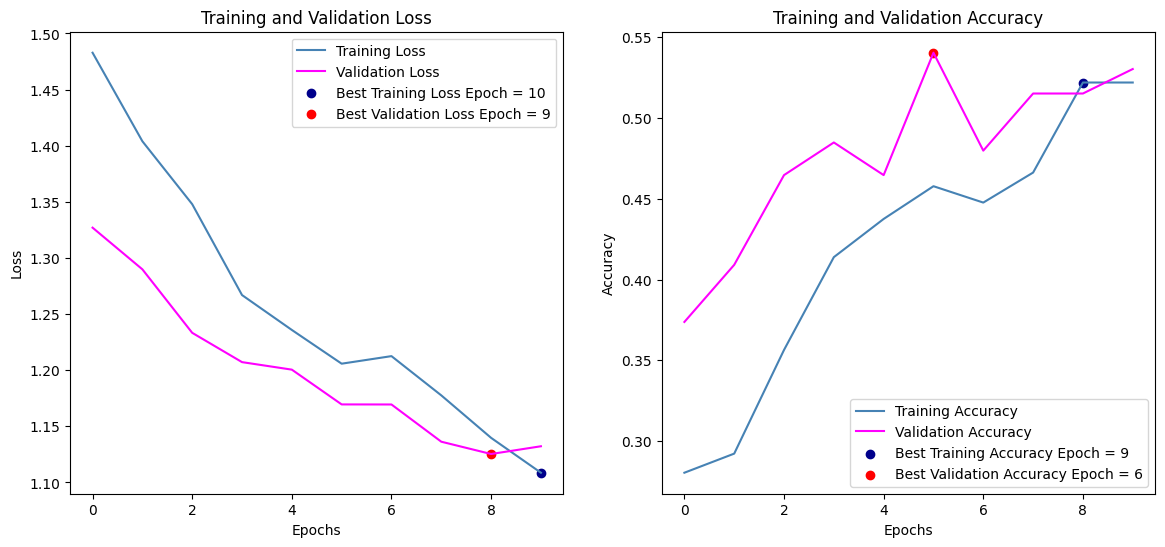 Training and Validation Loss
1.50
1.45
1.40
1.35
1.30
1.25
1.20
1.15
1.10
Loss
0 2 4 6 8
Epochs
Training Loss
Validation Loss
Best Training Loss Epoch = 10
Best Validation Loss Epoch = 9
Training and Validation Accuracy
0.55
0.50
0.45
0.40
0.35
0.30
Accuracy
0 2 4 6 8
Epochs
Training Accuracy
Validation Accuracy
Best Training Accuracy Epoch = 9
Best Validation Accuracy Epoch = 6